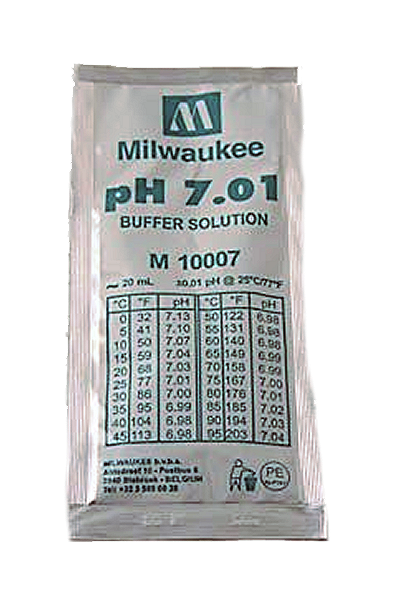 Milwaukee
pH 7.01
BUFFER SOLUTION
M 10007
20 mL ±0.01 pH @ 25°C/77°F
°C °F pH °C °F pH
0 32 7.13 50 122 6.98
5 41 7.10 55 131 6.98
10 50 7.07 60 140 6.98
15 59 7.04 65 149 6.99
20 68 7.03 70 158 6.99
25 77 7.01 75 167 7.00
30 86 7.00 80 176 7.01
35 95 6.99 85 185 7.02
40 104 6.98 90 194 7.03
45 113 6.98 95 203 7.04
MILWAUKEE
10 - Postbus 6
BELGIUM
PE